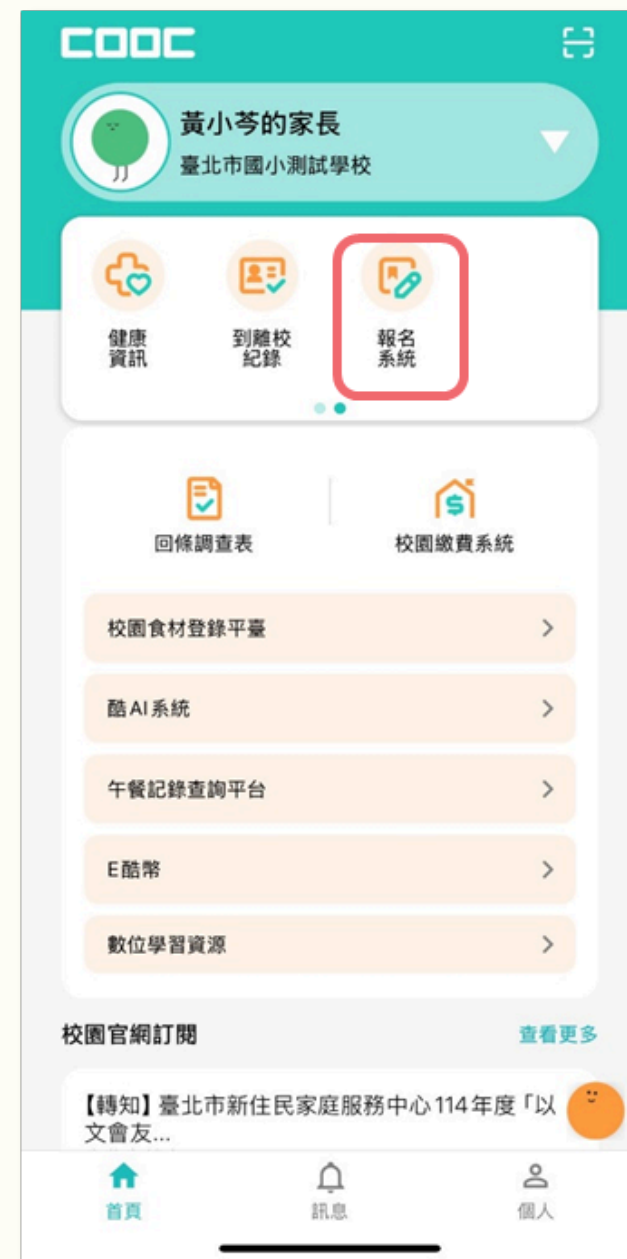 COOC
黃小芩的家長
臺北市國小測試學校
健康
資訊
到離校
紀錄
報名
系統
回條調查表
校園繳費系統
校園食材登錄平臺
酷AI系統
午餐記錄查詢平台
E酷幣
數位學習資源
校園官網訂閱
查看更多
【轉知】臺北市新住民家庭服務中心114年度「以
文會友...
首頁
訊息
個人